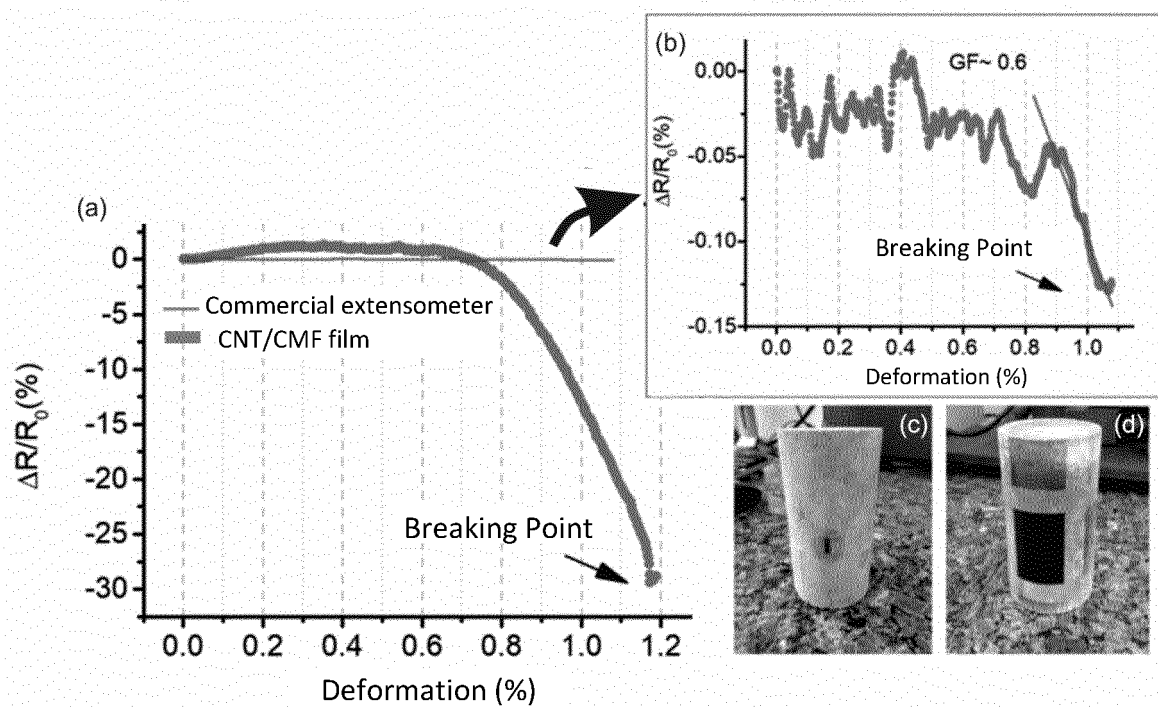 (b)
0.00
GF~ 0.6
-0.05
ΔR/R₀(%)
-0.10
Breaking Point
-0.15
0.0 0.2 0.4 0.6 0.8 1.0
Deformation (%)
(a)
0
Commercial extensometer
-5
CNT/CMF film
-10
-15
ΔR/R₀(%)
-20
-25
Breaking Point
-30
0.0 0.2 0.4 0.6 0.8 1.0 1.2
Deformation (%)
(c)
(d)